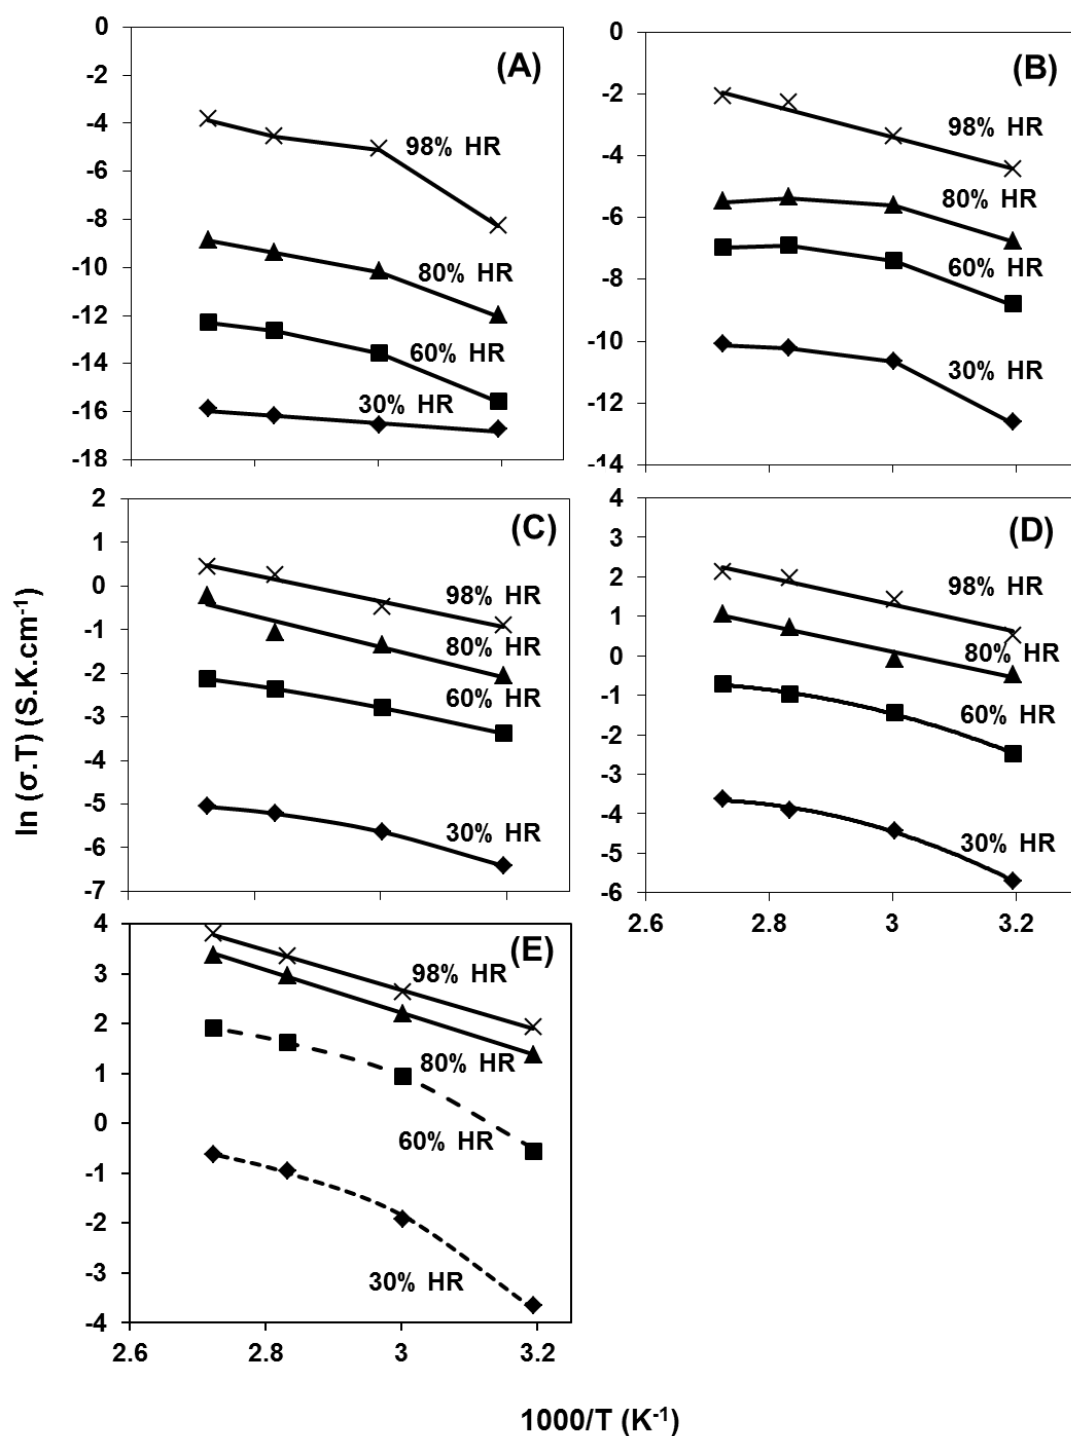 0
-2
-4
-6
-8
-10
-12
-14
-16
-18
(A)
98% HR
80% HR
60% HR
30% HR
0
-2
-4
-6
-8
-10
-12
-14
(B)
98% HR
80% HR
60% HR
30% HR
ln (σ.T) (S.K.cm-1)
2
1
0
-1
-2
-3
-4
-5
-6
-7
(C)
98% HR
80% HR
60% HR
30% HR
4
3
2
1
0
-1
-2
-3
-4
-5
-6
(D)
98% HR
80% HR
60% HR
30% HR
2.6 2.8 3 3.2
4
3
2
1
0
-1
-2
-3
-4
(E)
98% HR
80% HR
60% HR
30% HR
2.6 2.8 3 3.2
1000/T (K-1)